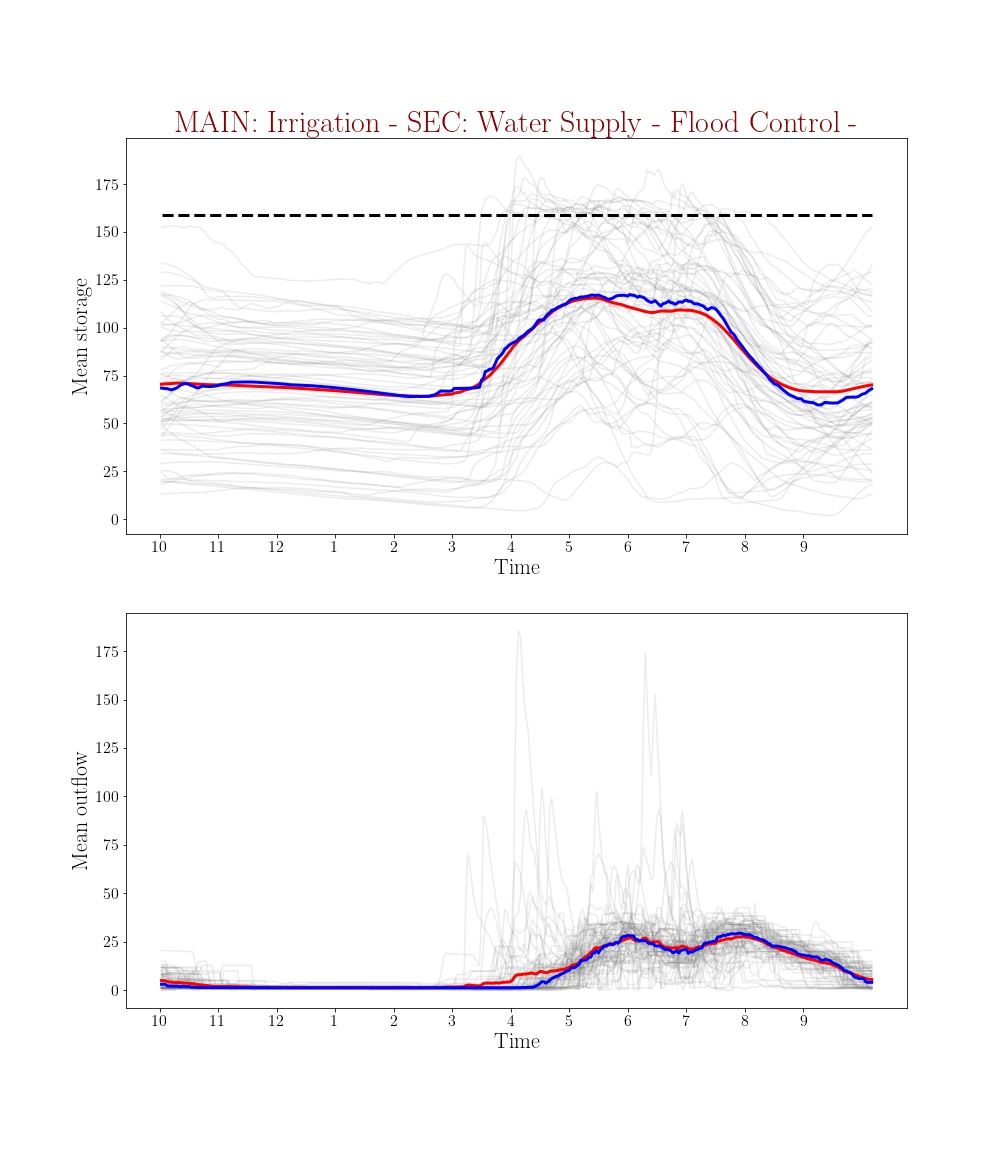 MAIN: Irrigation - SEC: Water Supply - Flood Control -
175
150
125
100
75
50
25
0
Mean storage
10 11 12 1 2 3 4 5 6 7 8 9
Time
175
150
125
100
75
50
25
0
Mean outflow
10 11 12 1 2 3 4 5 6 7 8 9
Time